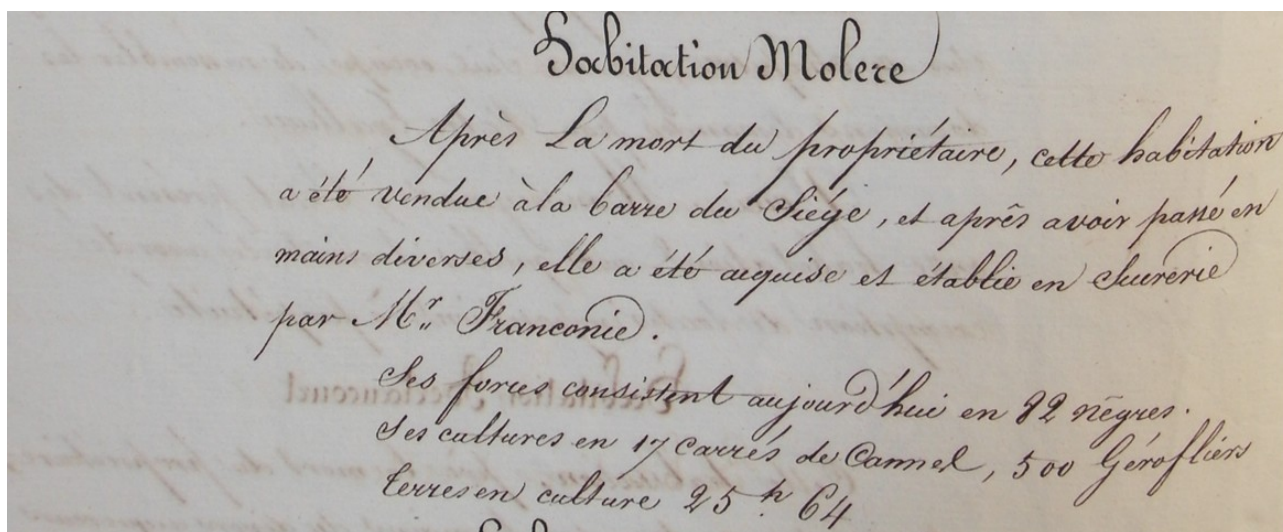 Habitation Molere
Après La mort du propriétaire, cette habitation
a été vendue à la barre du Siége, et après avoir passé en
mains diverses, elle a été acquise et établie en Sucrerie
par Mr. Franconie.
Ses forces consistent aujourd'hui en 82 nègres.
Ses cultures en 17 carrés de Cannes, 500 Gérofliers
Terres en culture 25 h 64